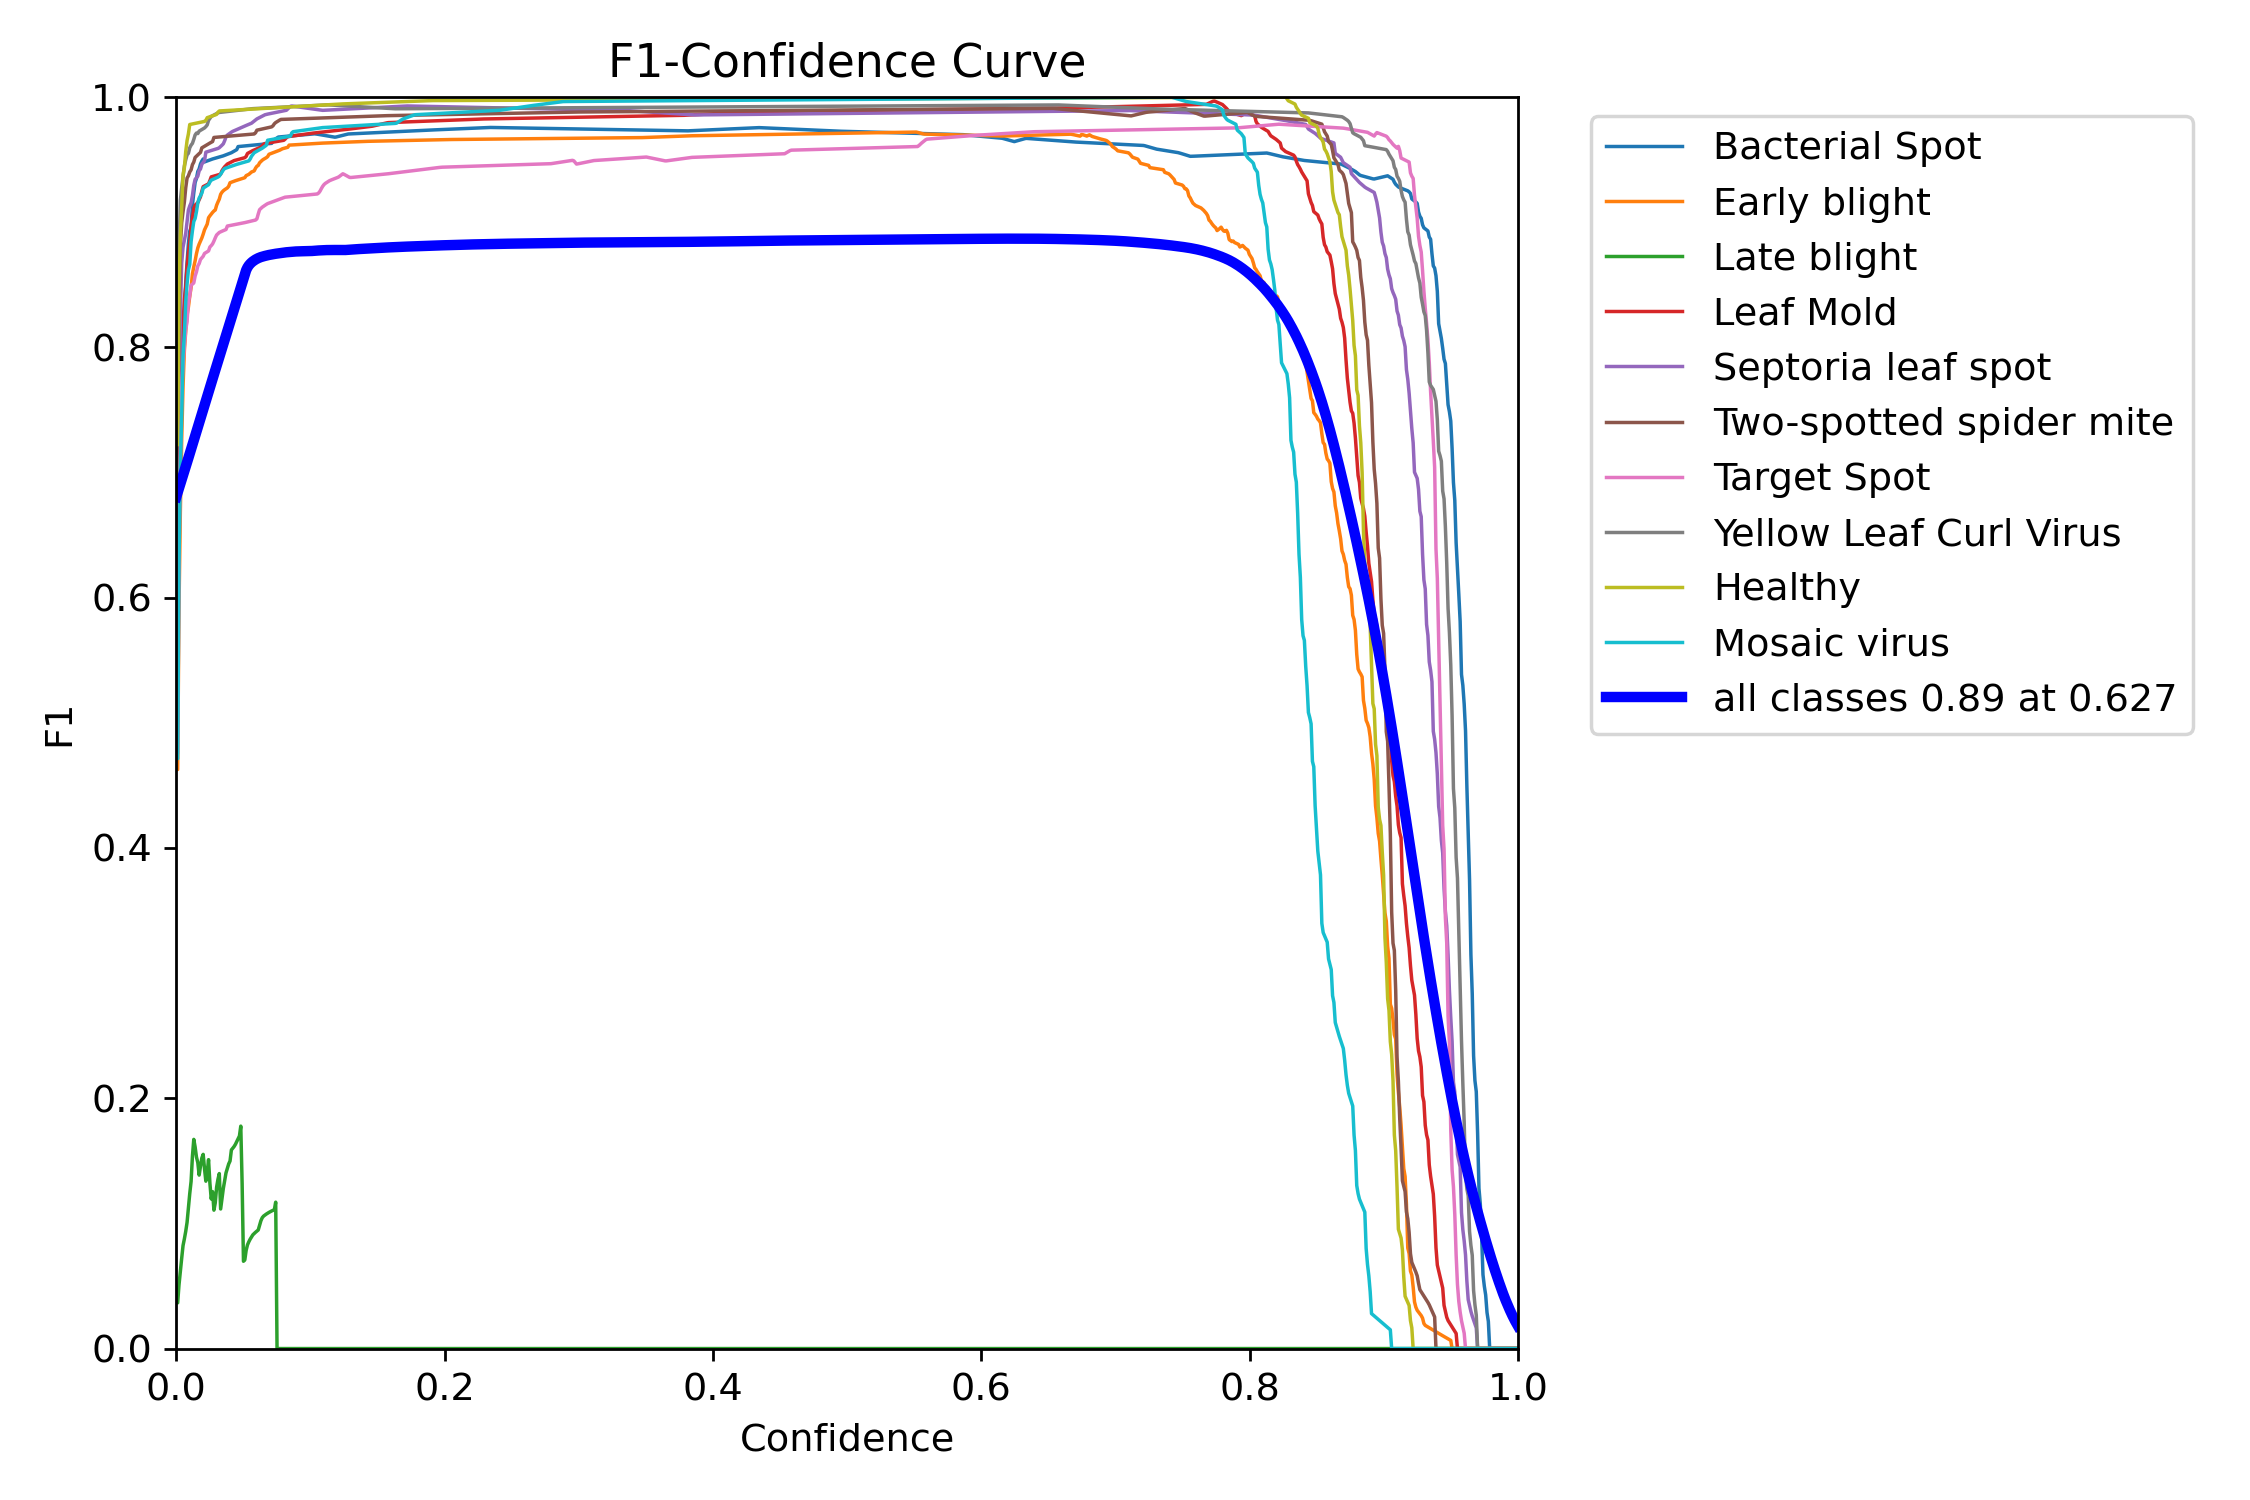 F1-Confidence Curve
1.0
0.8
0.6
0.4
0.2
0.0
F1
0.0 0.2 0.4 0.6 0.8 1.0
Confidence
Bacterial Spot
Early blight
Late blight
Leaf Mold
Septoria leaf spot
Two-spotted spider mite
Target Spot
Yellow Leaf Curl Virus
Healthy
Mosaic virus
all classes 0.89 at 0.627